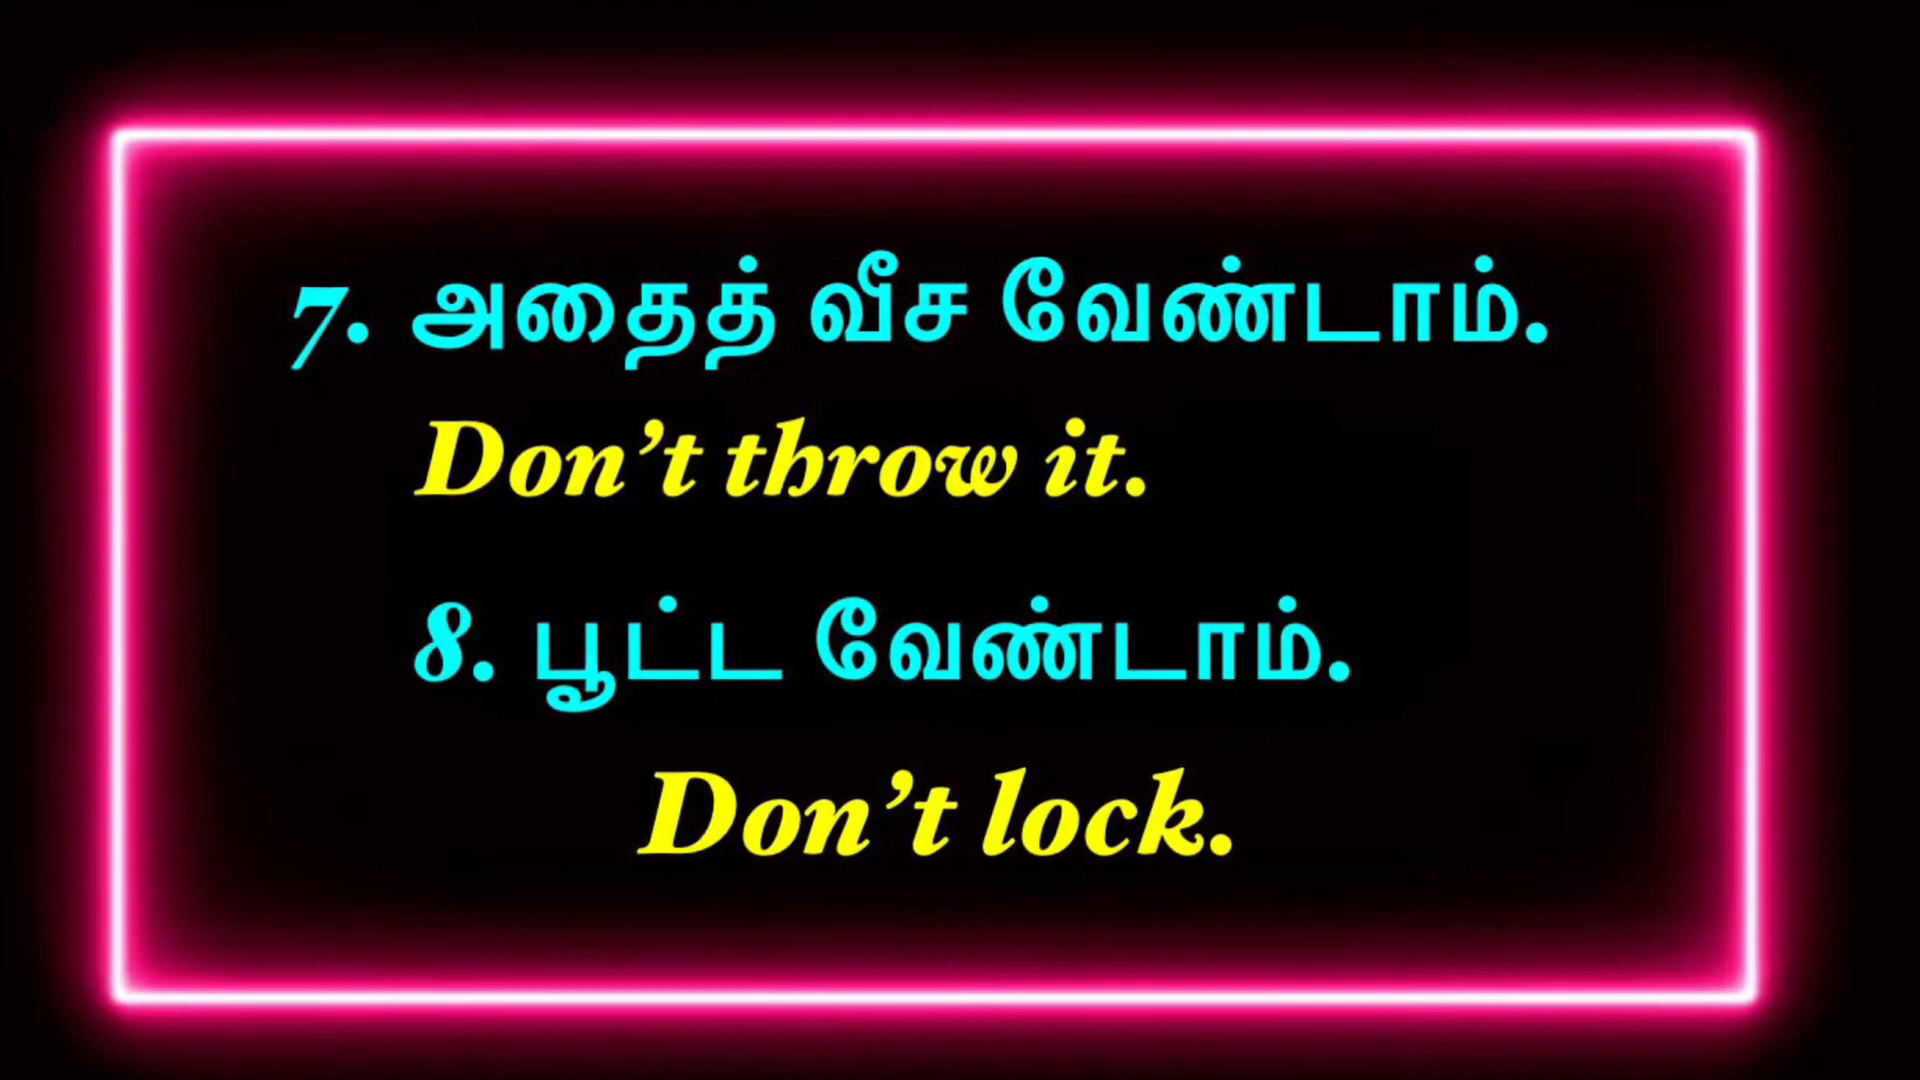 7. அதைத் வீச வேண்டாம்.
Don’t throw it.
8. பூட்ட வேண்டாம்.
Don’t lock.